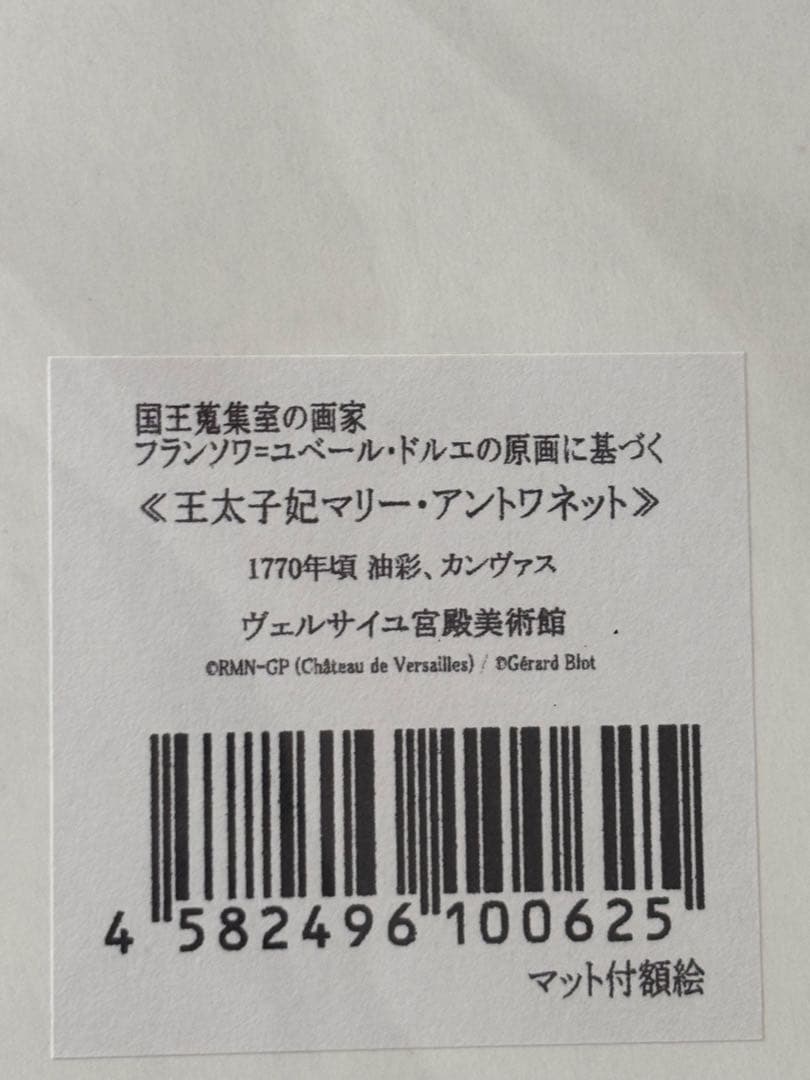 国王蒐集室の画家
フランソワ=ユベール・ドルエの原画に基づく
≪王太子妃マリー・アントワネット≫
1770年頃 油彩、カンヴァス
ヴェルサイユ宮殿美術館
©RMN-GP (Château de Versailles) / ©Gérard Blot
4 582496 100625
マット付額絵